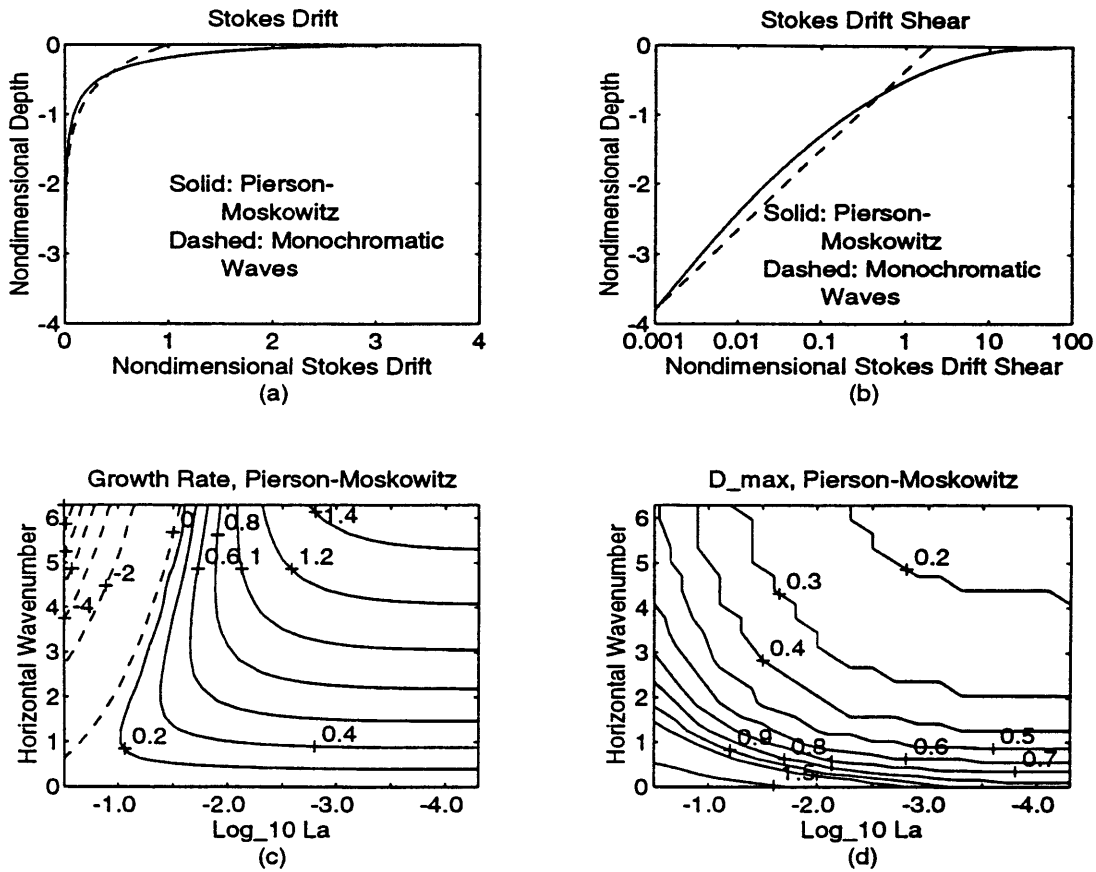 Stokes Drift
0
-1
-2
-3
-4
Nondimensional Depth
Solid: Pierson-
Moskowitz
Dashed: Monochromatic
Waves
0 1 2 3 4
Nondimensional Stokes Drift
(a)
Stokes Drift Shear
0
-1
-2
-3
-4
Nondimensional Depth
Solid: Pierson-
Moskowitz
Dashed: Monochromatic
Waves
0.001 0.01 0.1 1 10 100
Nondimensional Stokes Drift Shear
(b)
Growth Rate, Pierson-Moskowitz
6
5
4
3
2
1
0
Horizontal Wavenumber
0 0.8 1.4
0.6 1 1.2
-2
-4
0.2 0.4
-1.0 -2.0 -3.0 -4.0
Log_10 La
(c)
D_max, Pierson-Moskowitz
6
5
4
3
2
1
0
Horizontal Wavenumber
0.2
0.3
0.4
0.9 0.8 0.6 0.5
0.7
-1.0 -2.0 -3.0 -4.0
Log_10 La
(d)